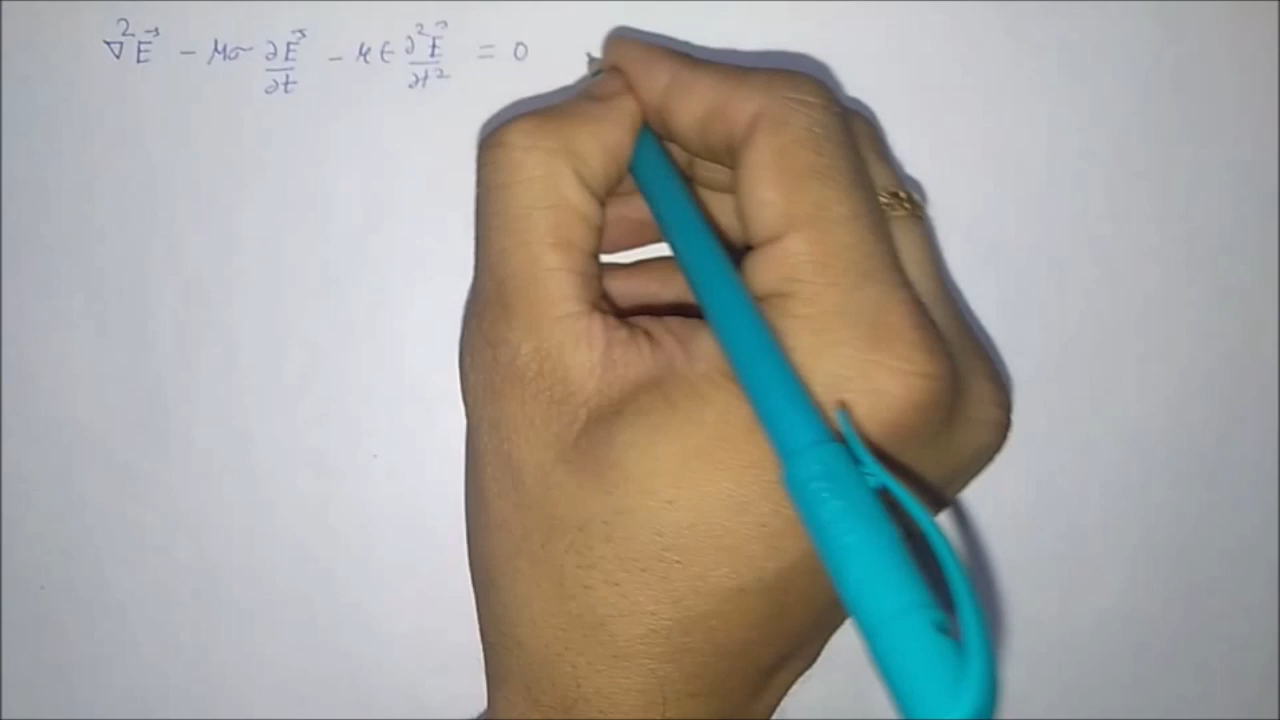 ∇²E⃗ − μσ ∂E⃗/∂t − με ∂²E⃗/∂t² = 0